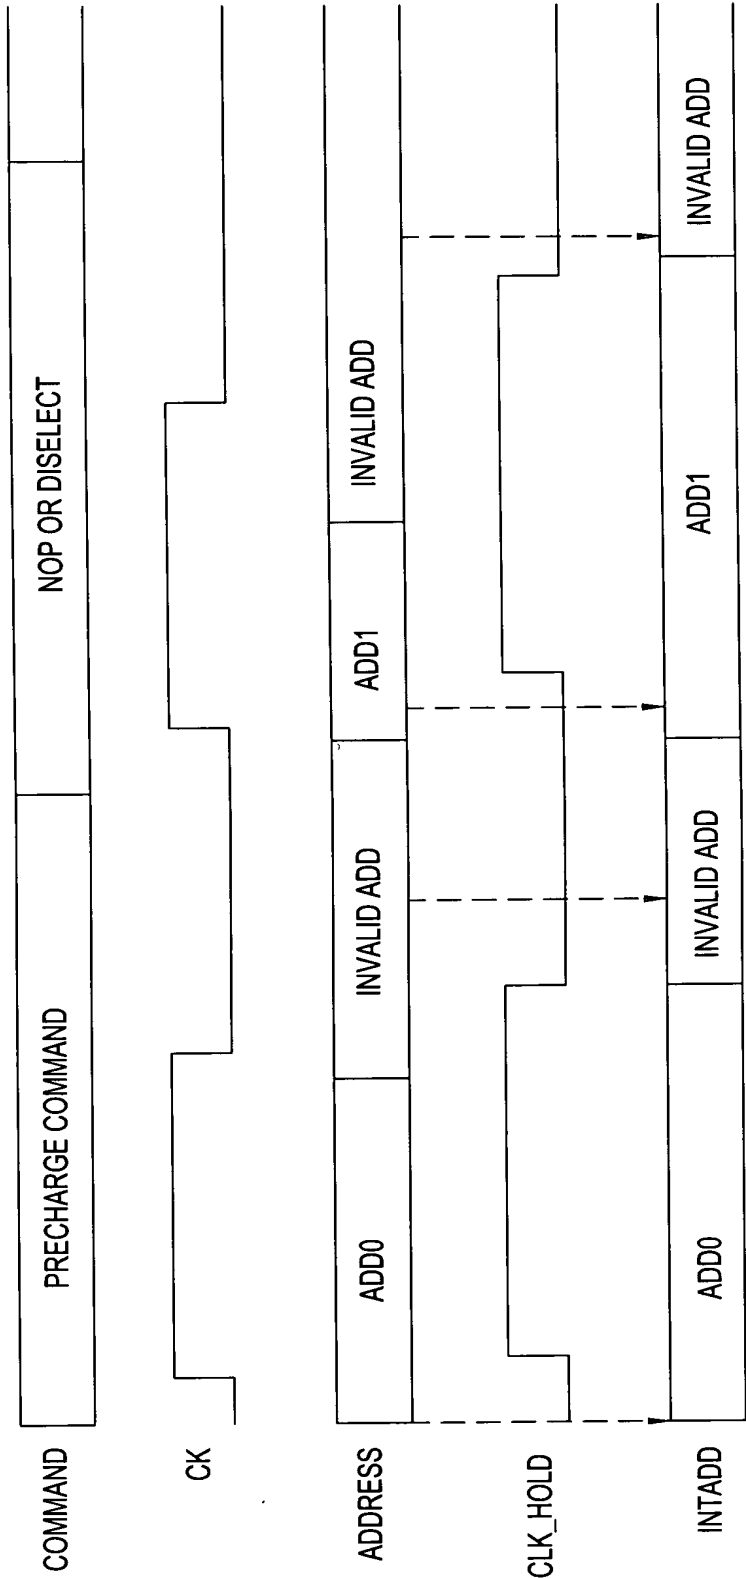 COMMAND
PRECHARGE COMMAND
NOP OR DISELECT
CK
ADDRESS
ADD0
INVALID ADD
ADD1
INVALID ADD
CLK_HOLD
INTADD
ADD0
INVALID ADD
ADD1
INVALID ADD